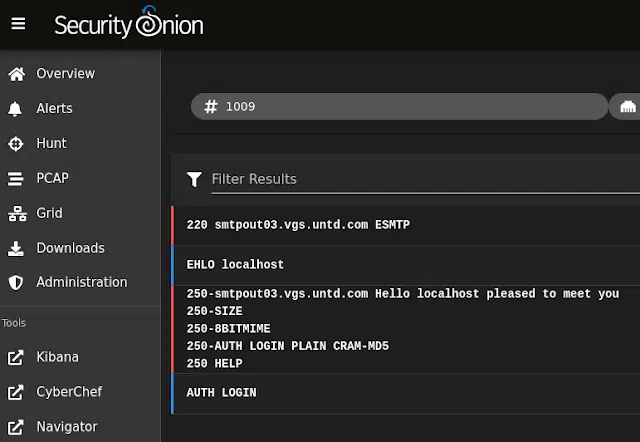 Security Onion
Overview
Alerts
Hunt
PCAP
Grid
Downloads
Administration
Tools
Kibana
CyberChef
Navigator
# 1009
Filter Results
220 smtpout03.vgs.untd.com ESMTP
EHLO localhost
250-smtpout03.vgs.untd.com Hello localhost pleased to meet you
250-SIZE
250-8BITMIME
250-AUTH LOGIN PLAIN CRAM-MD5
250 HELP
AUTH LOGIN